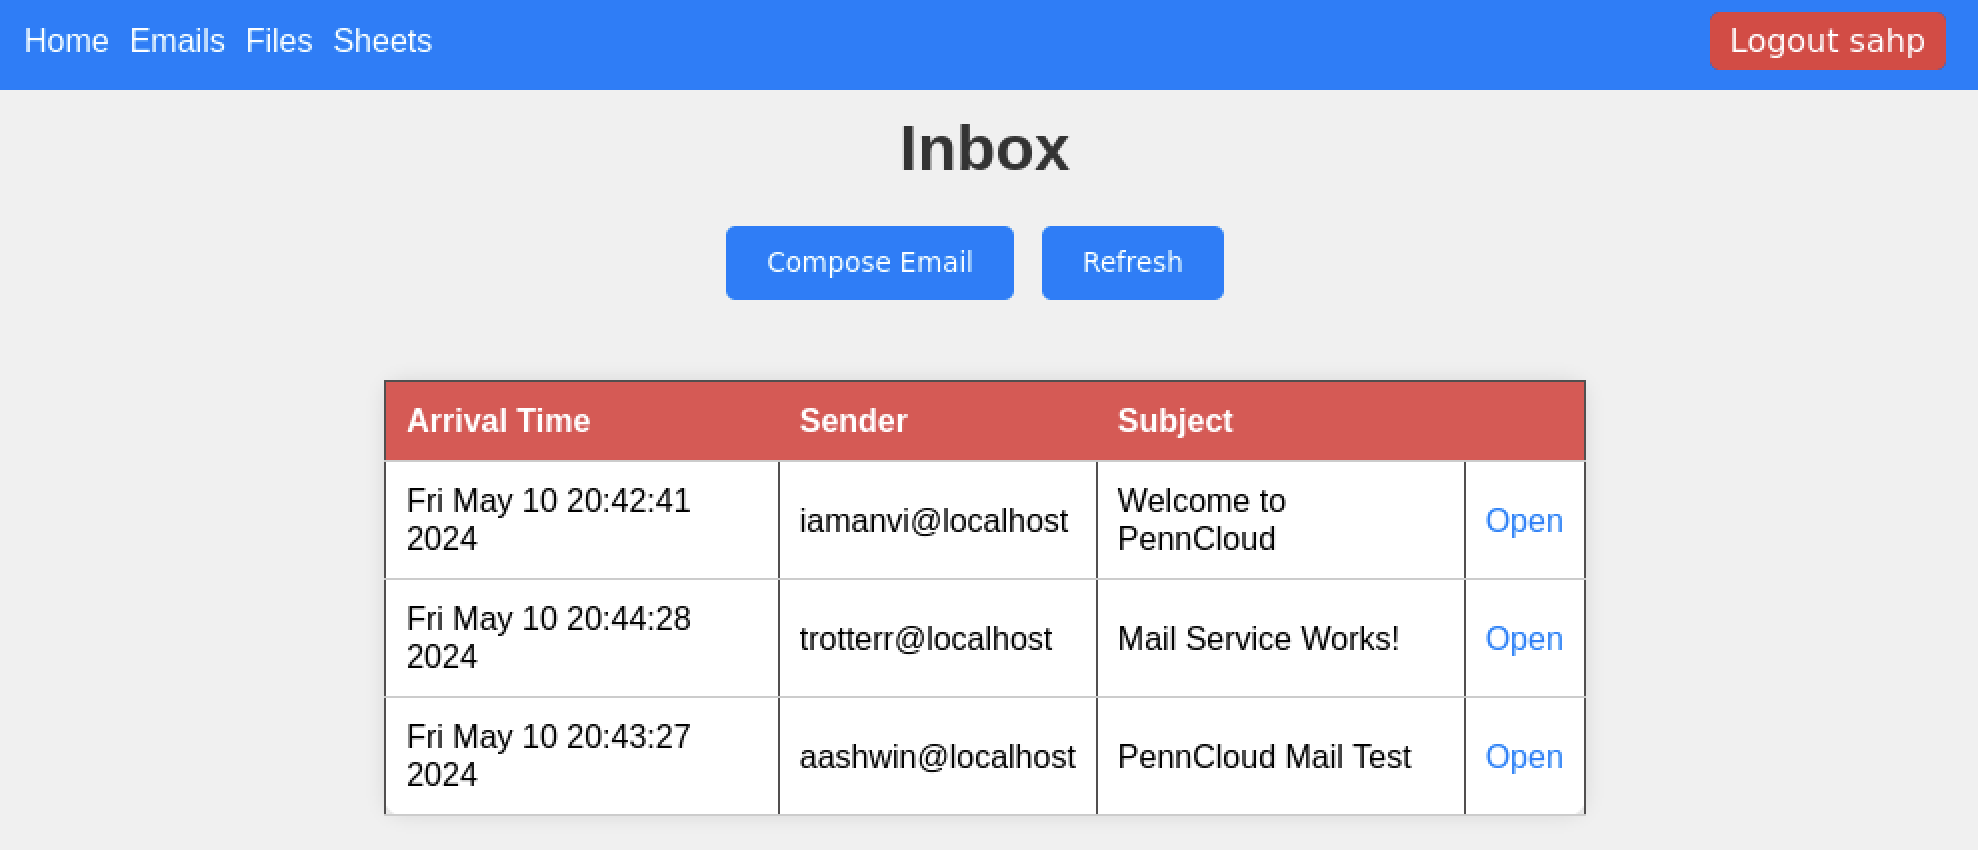 Home Emails Files Sheets Logout sahp
Inbox
Compose Email Refresh
Arrival Time Sender Subject
Fri May 10 20:42:41
2024
iamanvi@localhost
Welcome to
PennCloud
Open
Fri May 10 20:44:28
2024
trotterr@localhost
Mail Service Works!
Open
Fri May 10 20:43:27
2024
aashwin@localhost
PennCloud Mail Test
Open